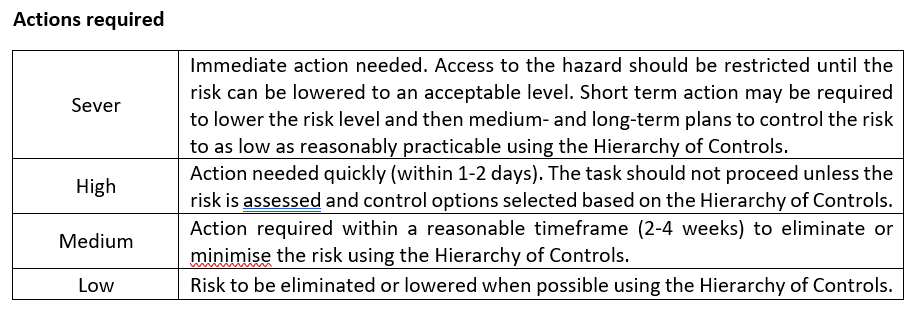 Actions required
Sever
Immediate action needed. Access to the hazard should be restricted until the
risk can be lowered to an acceptable level. Short term action may be required
to lower the risk level and then medium- and long-term plans to control the risk
to as low as reasonably practicable using the Hierarchy of Controls.
High
Action needed quickly (within 1-2 days). The task should not proceed unless the
risk is assessed and control options selected based on the Hierarchy of Controls.
Medium
Action required within a reasonable timeframe (2-4 weeks) to eliminate or
minimise the risk using the Hierarchy of Controls.
Low
Risk to be eliminated or lowered when possible using the Hierarchy of Controls.